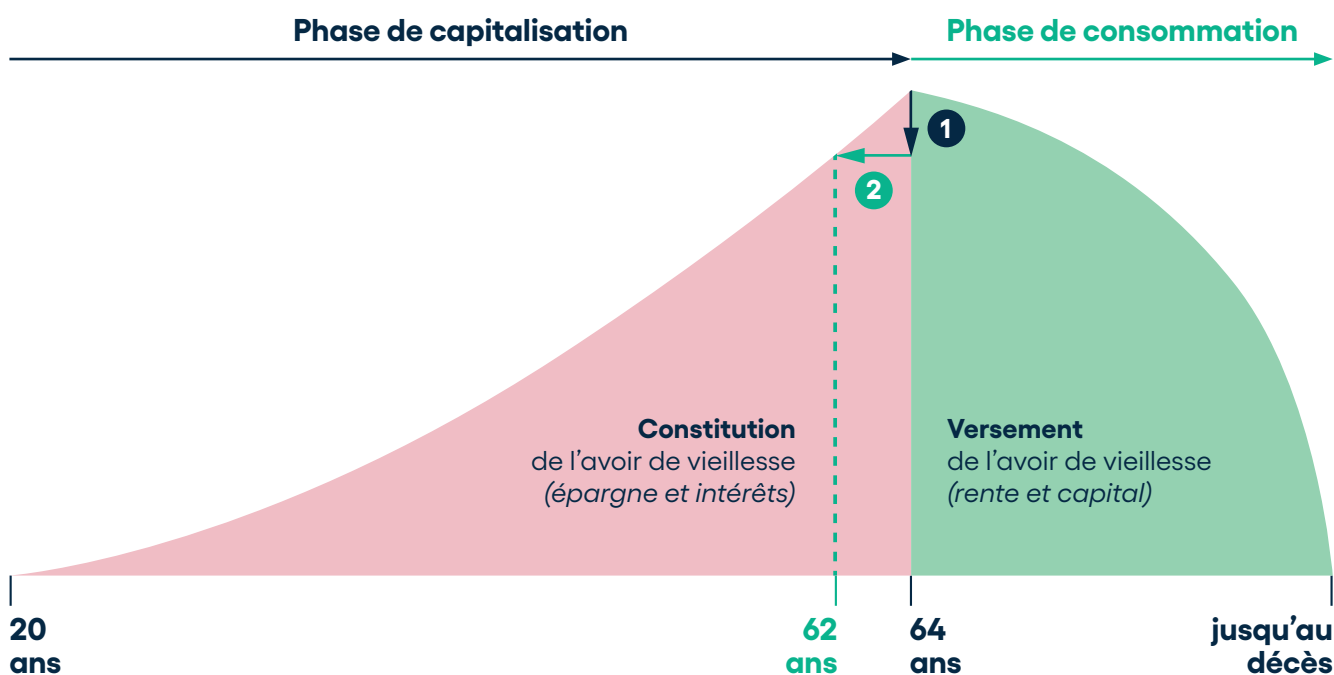 Phase de capitalisation
Phase de consommation
1
2
Constitution
de l’avoir de vieillesse
(épargne et intérêts)
Versement
de l’avoir de vieillesse
(rente et capital)
20
ans
62
ans
64
ans
jusqu’au
décès